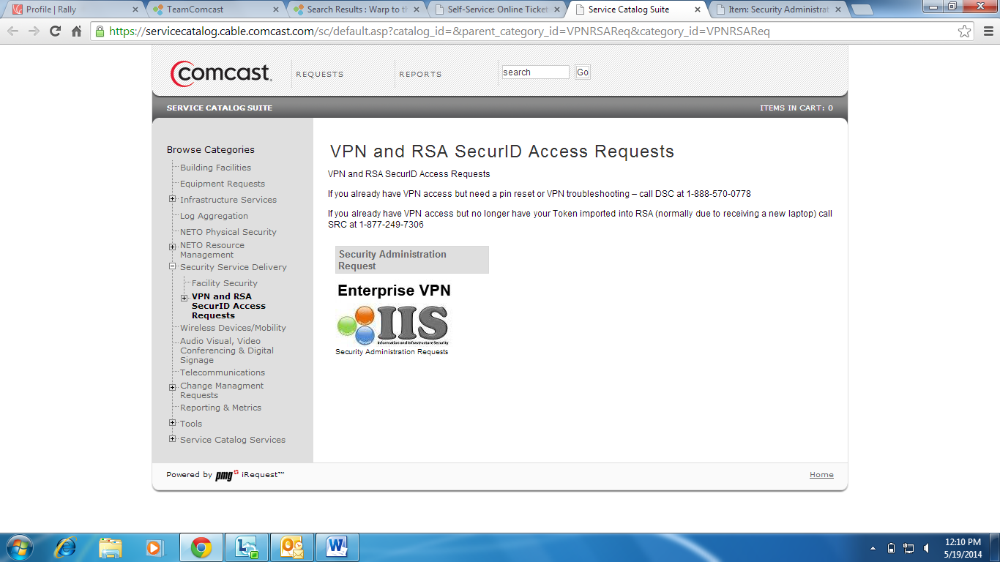 Profile | Rally
TeamComcast
Search Results : Warp to th
Self-Service: Online Ticket
Service Catalog Suite
Item: Security Administrat
https://servicecatalog.cable.comcast.com/sc/default.asp?catalog_id=&parent_category_id=VPNRSAReq&category_id=VPNRSAReq
comcast.
REQUESTS
REPORTS
search
Go
SERVICE CATALOG SUITE
ITEMS IN CART: 0
Browse Categories
Building Facilities
Equipment Requests
Infrastructure Services
Log Aggregation
NETO Physical Security
NETO Resource
Management
Security Service Delivery
Facility Security
VPN and RSA
SecurID Access
Requests
Wireless Devices/Mobility
Audio Visual, Video
Conferencing & Digital
Signage
Telecommunications
Change Managment
Requests
Reporting & Metrics
Tools
Service Catalog Services
VPN and RSA SecurID Access Requests
VPN and RSA SecurID Access Requests
If you already have VPN access but need a pin reset or VPN troubleshooting – call DSC at 1-888-570-0778
If you already have VPN access but no longer have your Token imported into RSA (normally due to receiving a new laptop) call
SRC at 1-877-249-7306
Security Administration
Request
Enterprise VPN
IIS
Information and Infrastructure Security
Security Administration Requests
Powered by pmg iRequest™
Home
12:10 PM
5/19/2014